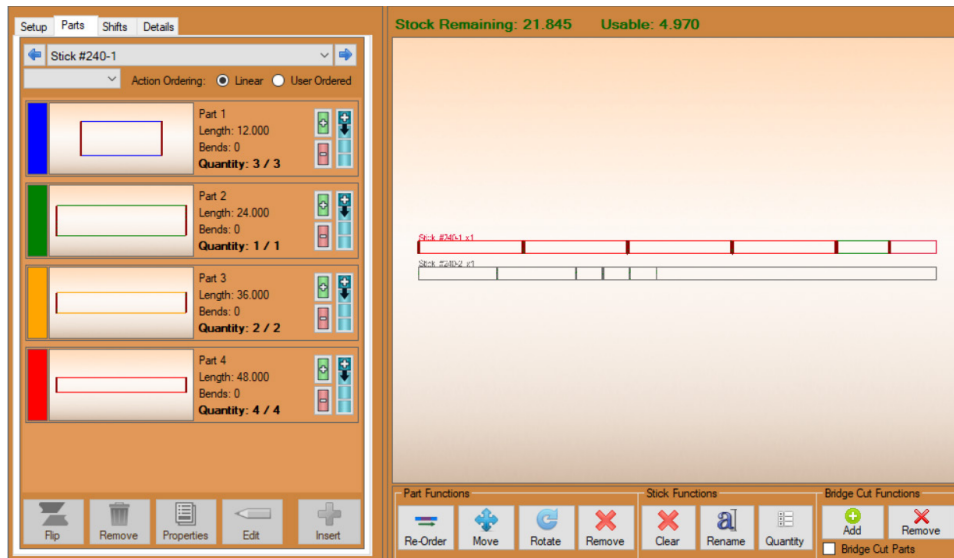 Setup Parts Shifts Details
Stock Remaining: 21.845 Usable: 4.970
Stick #240-1
Action Ordering: Linear User Ordered
Part 1
Length: 12.000
Bends: 0
Quantity: 3 / 3
Part 2
Length: 24.000
Bends: 0
Quantity: 1 / 1
Part 3
Length: 36.000
Bends: 0
Quantity: 2 / 2
Part 4
Length: 48.000
Bends: 0
Quantity: 4 / 4
Flip Remove Properties Edit Insert
Stick #240-1 x1
Stick #240-2 x1
Part Functions
Re-Order Move Rotate Remove
Stick Functions
Clear Rename Quantity
Bridge Cut Functions
Add Remove
Bridge Cut Parts